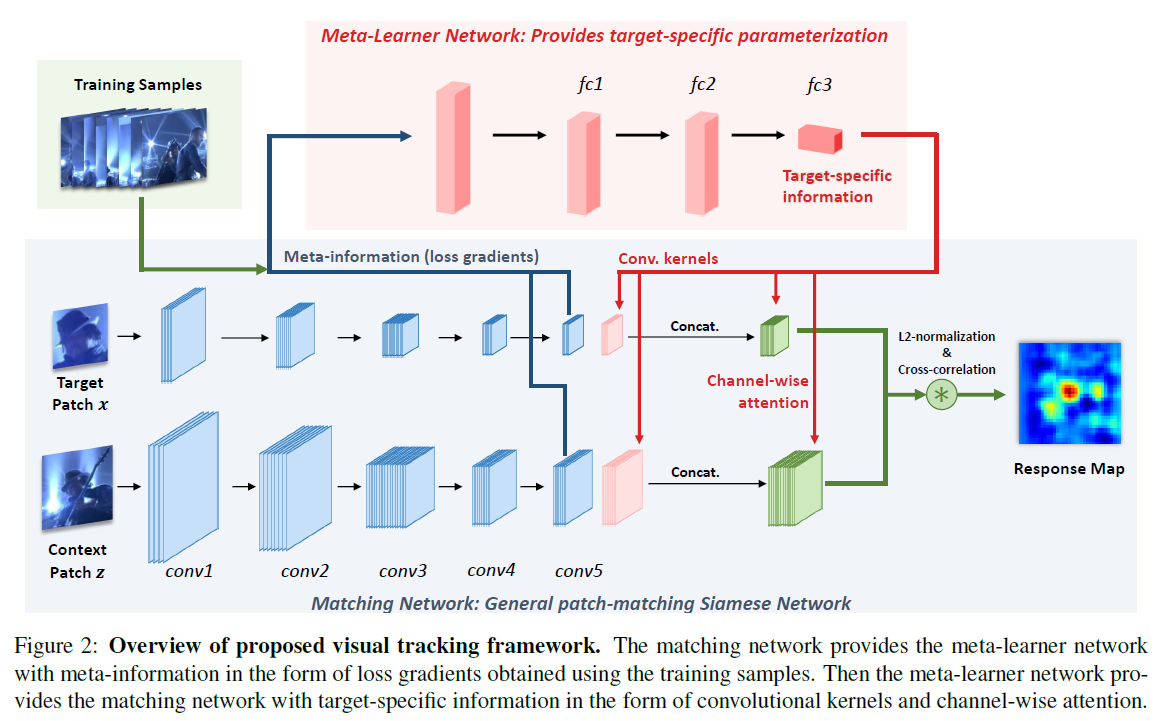 Meta-Learner Network: Provides target-specific parameterization
Training Samples
fc1
fc2
fc3
Target-specific
information
Meta-information (loss gradients)
Conv. kernels
Target
Patch x
Concat.
L2-normalization
&
Cross-correlation
*
Channel-wise
attention
Response Map
Context
Patch z
Concat.
conv1
conv2
conv3
conv4
conv5
Matching Network: General patch-matching Siamese Network
Figure 2: Overview of proposed visual tracking framework. The matching network provides the meta-learner network
with meta-information in the form of loss gradients obtained using the training samples. Then the meta-learner network pro-
vides the matching network with target-specific information in the form of convolutional kernels and channel-wise attention.